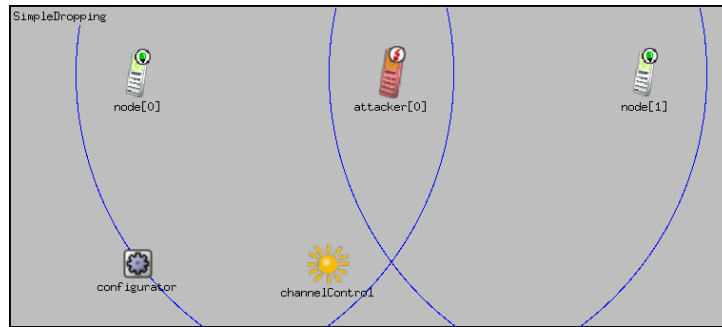 SimpleDropping
node[0]
attacker[0]
node[1]
configurator
channelControl